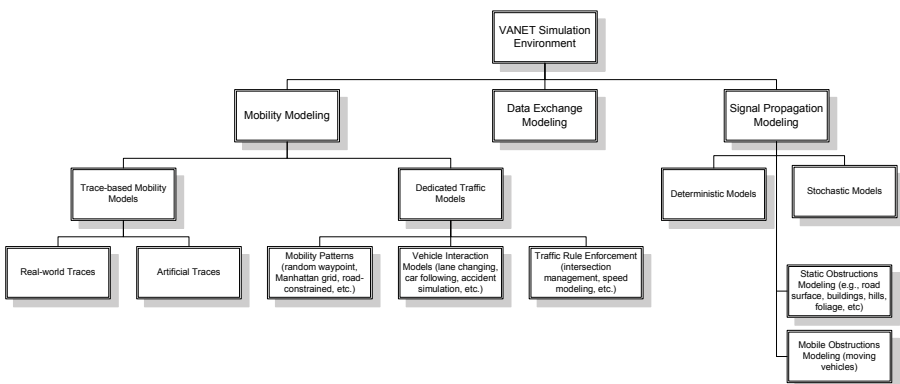 VANET Simulation
Environment
Mobility Modeling
Data Exchange
Modeling
Signal Propagation
Modeling
Trace-based Mobility
Models
Dedicated Traffic
Models
Deterministic Models
Stochastic Models
Real-world Traces
Artificial Traces
Mobility Patterns
(random waypoint,
Manhattan grid, road-
constrained, etc.)
Vehicle Interaction
Models (lane changing,
car following, accident
simulation, etc.)
Traffic Rule Enforcement
(intersection
management, speed
modeling, etc.)
Static Obstructions
Modeling (e.g., road
surface, buildings, hills,
foliage, etc)
Mobile Obstructions
Modeling (moving
vehicles)